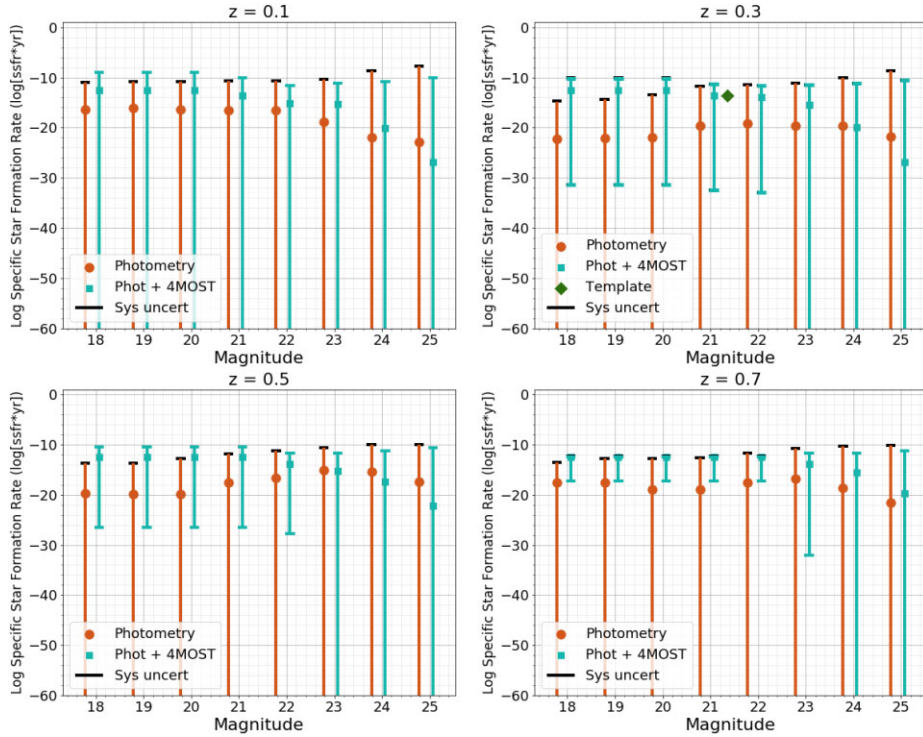 z = 0.1
Log Specific Star Formation Rate (log[ssfr*yr])
0
−10
−20
−30
−40
−50
−60
Photometry
Phot + 4MOST
Sys uncert
18 19 20 21 22 23 24 25
Magnitude
z = 0.3
Log Specific Star Formation Rate (log[ssfr*yr])
0
−10
−20
−30
−40
−50
−60
Photometry
Phot + 4MOST
Template
Sys uncert
18 19 20 21 22 23 24 25
Magnitude
z = 0.5
Log Specific Star Formation Rate (log[ssfr*yr])
0
−10
−20
−30
−40
−50
−60
Photometry
Phot + 4MOST
Sys uncert
18 19 20 21 22 23 24 25
Magnitude
z = 0.7
Log Specific Star Formation Rate (log[ssfr*yr])
0
−10
−20
−30
−40
−50
−60
Photometry
Phot + 4MOST
Sys uncert
18 19 20 21 22 23 24 25
Magnitude